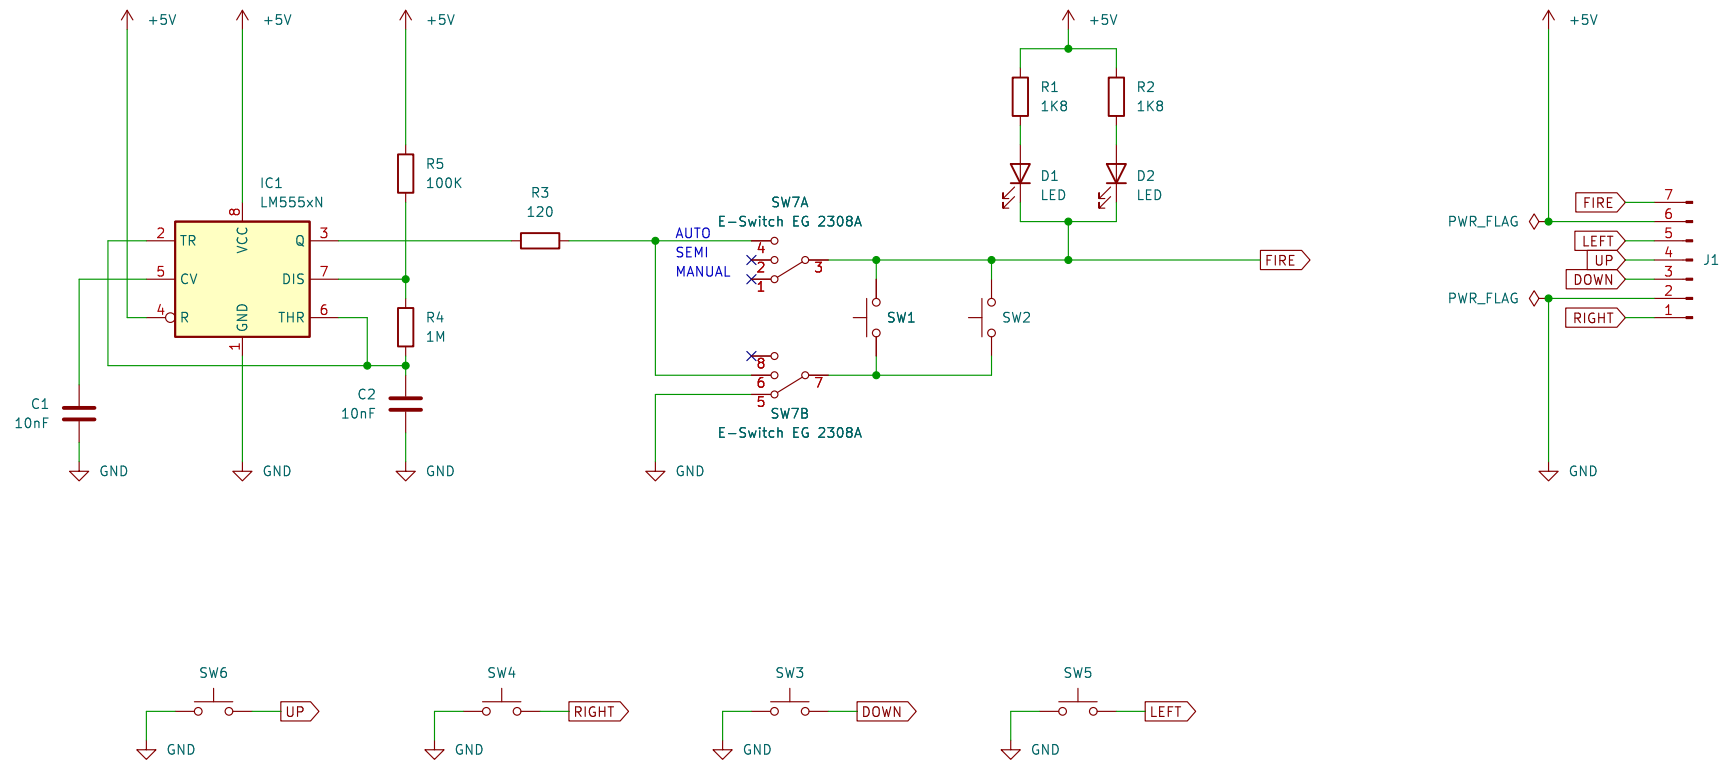 +5V
+5V
+5V
+5V
+5V
R1
1K8
R2
1K8
R5
100K
IC1
LM555xN
R3
120
D1
LED
D2
LED
SW7A
E-Switch EG 2308A
AUTO
SEMI
MANUAL
4
2
1
3
2
TR
5
CV
4
R
8
VCC
GND
1
Q
3
DIS
7
THR
6
R4
1M
FIRE
SW1
SW2
8
6
5
7
SW7B
E-Switch EG 2308A
C1
10nF
C2
10nF
GND
GND
GND
GND
GND
FIRE
7
PWR_FLAG
6
LEFT
5
UP
4
J1
DOWN
3
PWR_FLAG
2
RIGHT
1
SW6
UP
GND
SW4
RIGHT
GND
SW3
DOWN
GND
SW5
LEFT
GND